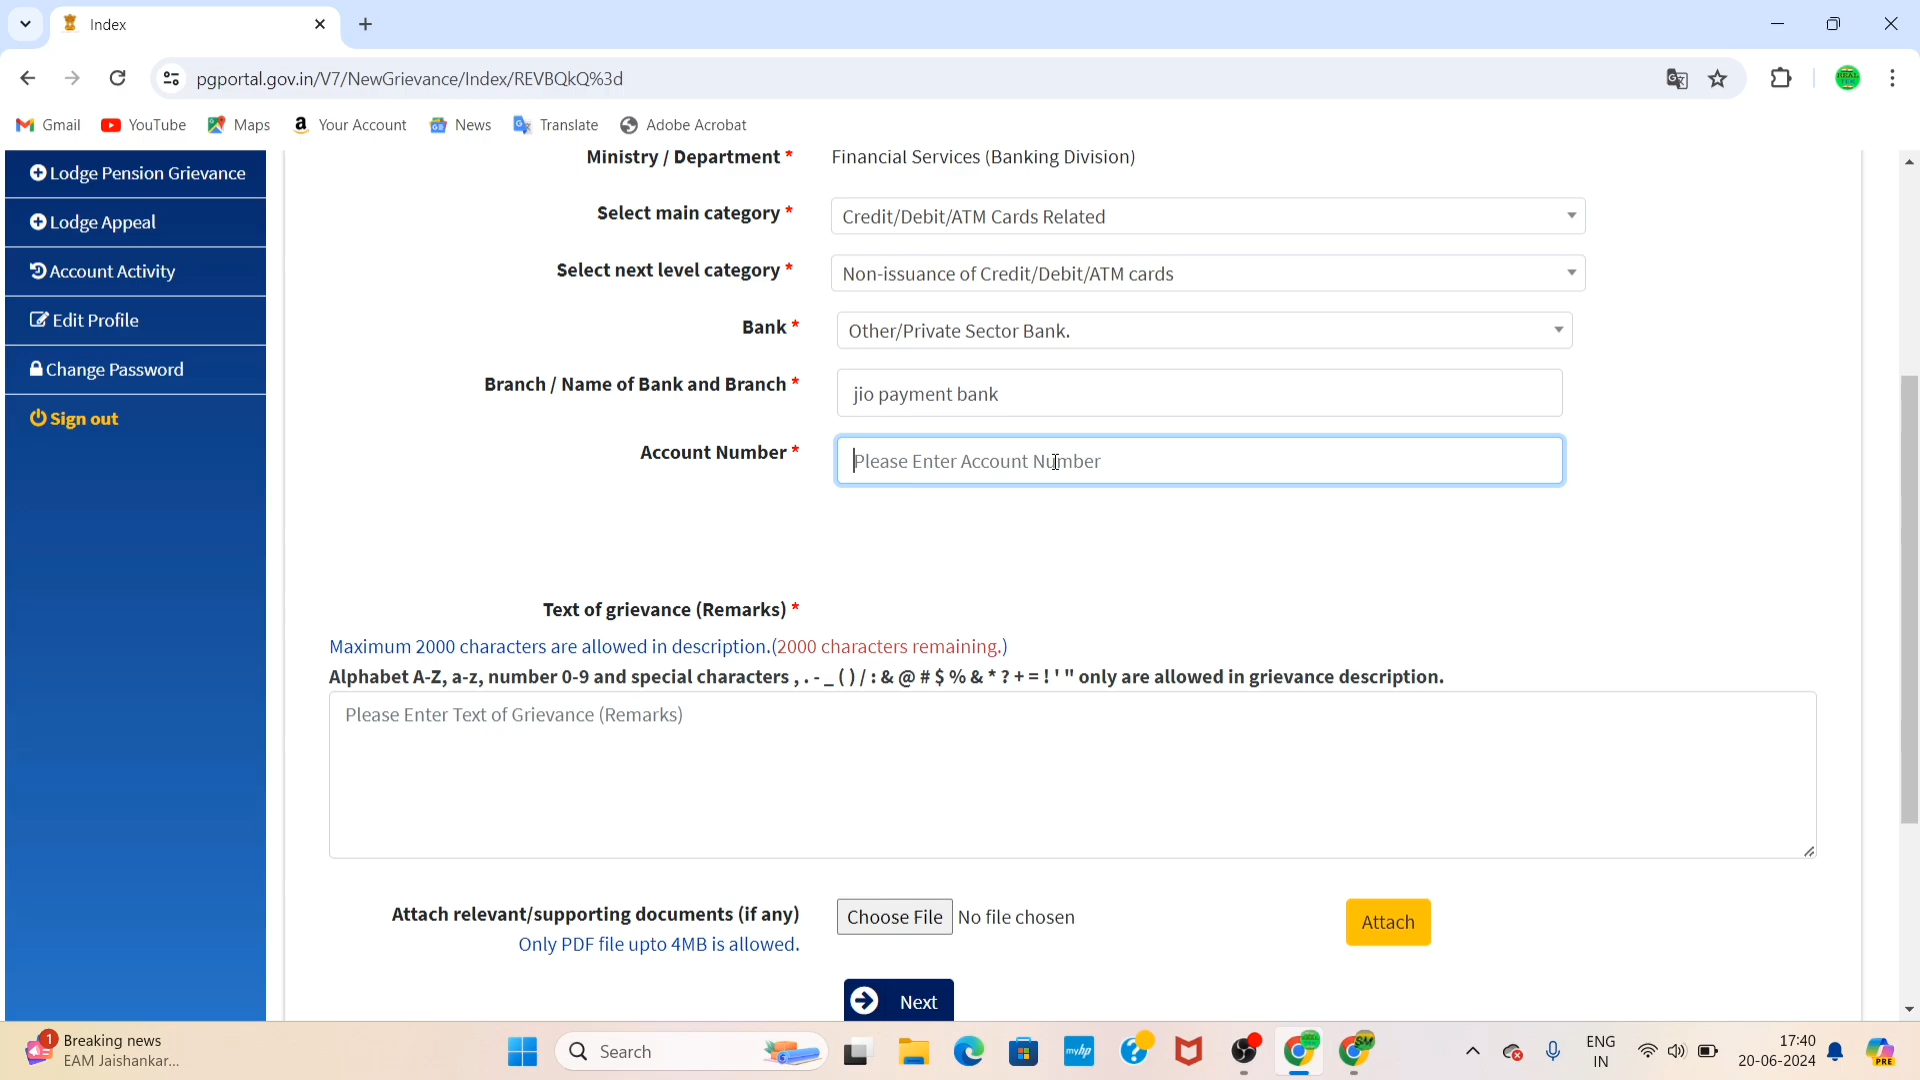 Index
pgportal.gov.in/V7/NewGrievance/Index/REVBQkQ%3d
Gmail YouTube Maps Your Account News Translate Adobe Acrobat
Lodge Pension Grievance
Lodge Appeal
Account Activity
Edit Profile
Change Password
Sign out
Ministry / Department * Financial Services (Banking Division)
Select main category * Credit/Debit/ATM Cards Related
Select next level category * Non-issuance of Credit/Debit/ATM cards
Bank * Other/Private Sector Bank.
Branch / Name of Bank and Branch * jio payment bank
Account Number * Please Enter Account Number
Text of grievance (Remarks) *
Maximum 2000 characters are allowed in description.(2000 characters remaining.)
Alphabet A-Z, a-z, number 0-9 and special characters , . - _ ( ) / : & @ # $ % & * ? + = ! ' " only are allowed in grievance description.
Please Enter Text of Grievance (Remarks)
Attach relevant/supporting documents (if any) Choose File No file chosen Attach
Only PDF file upto 4MB is allowed.
Next
1 Breaking news
EAM Jaishankar...
Search
myhp
SM
ENG
IN
17:40
20-06-2024
PRE